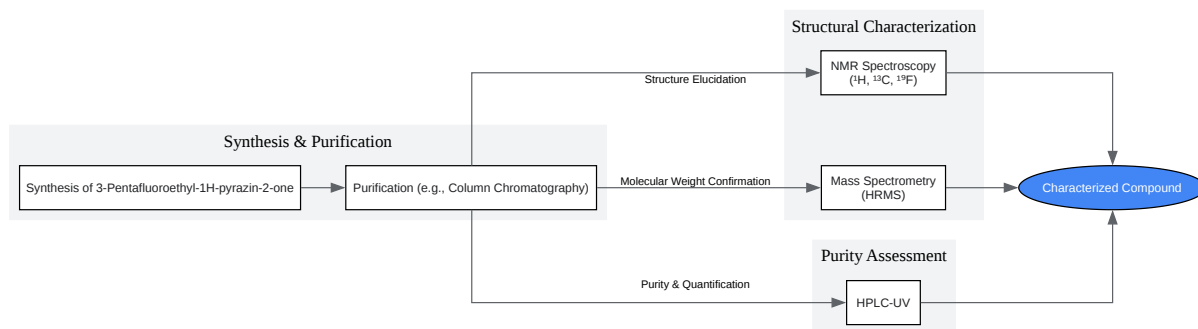 Structural Characterization
NMR Spectroscopy
(¹H, ¹³C, ¹⁹F)
Structure Elucidation
Synthesis & Purification
Synthesis of 3-Pentafluoroethyl-1H-pyrazin-2-one
Purification (e.g., Column Chromatography)
Molecular Weight Confirmation
Mass Spectrometry
(HRMS)
Characterized Compound
Purity Assessment
Purity & Quantification
HPLC-UV